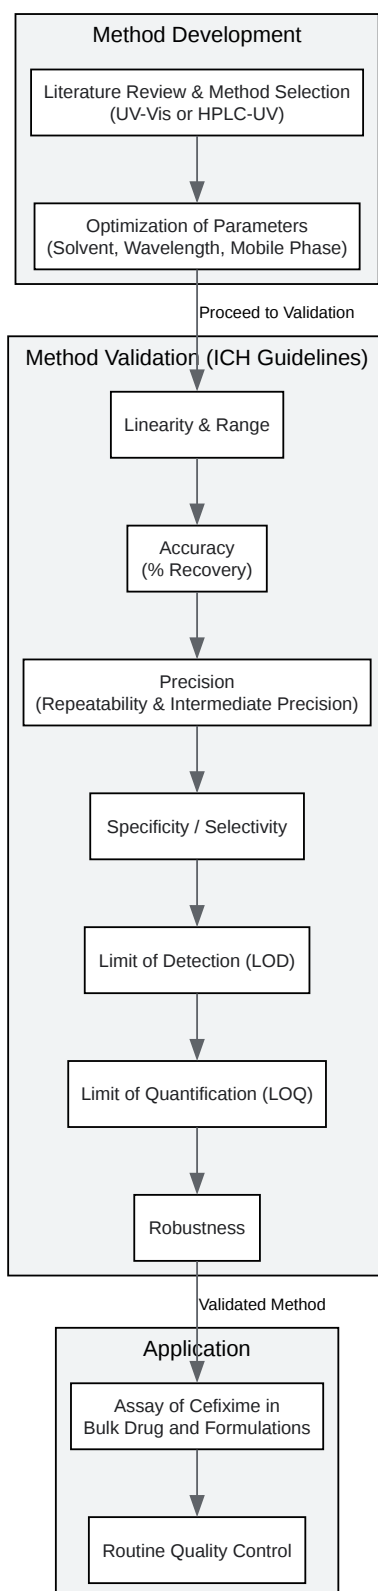 Method Development
Literature Review & Method Selection
(UV-Vis or HPLC-UV)
Optimization of Parameters
(Solvent, Wavelength, Mobile Phase)
Proceed to Validation
Method Validation (ICH Guidelines)
Linearity & Range
Accuracy
(% Recovery)
Precision
(Repeatability & Intermediate Precision)
Specificity / Selectivity
Limit of Detection (LOD)
Limit of Quantification (LOQ)
Robustness
Validated Method
Application
Assay of Cefixime in
Bulk Drug and Formulations
Routine Quality Control